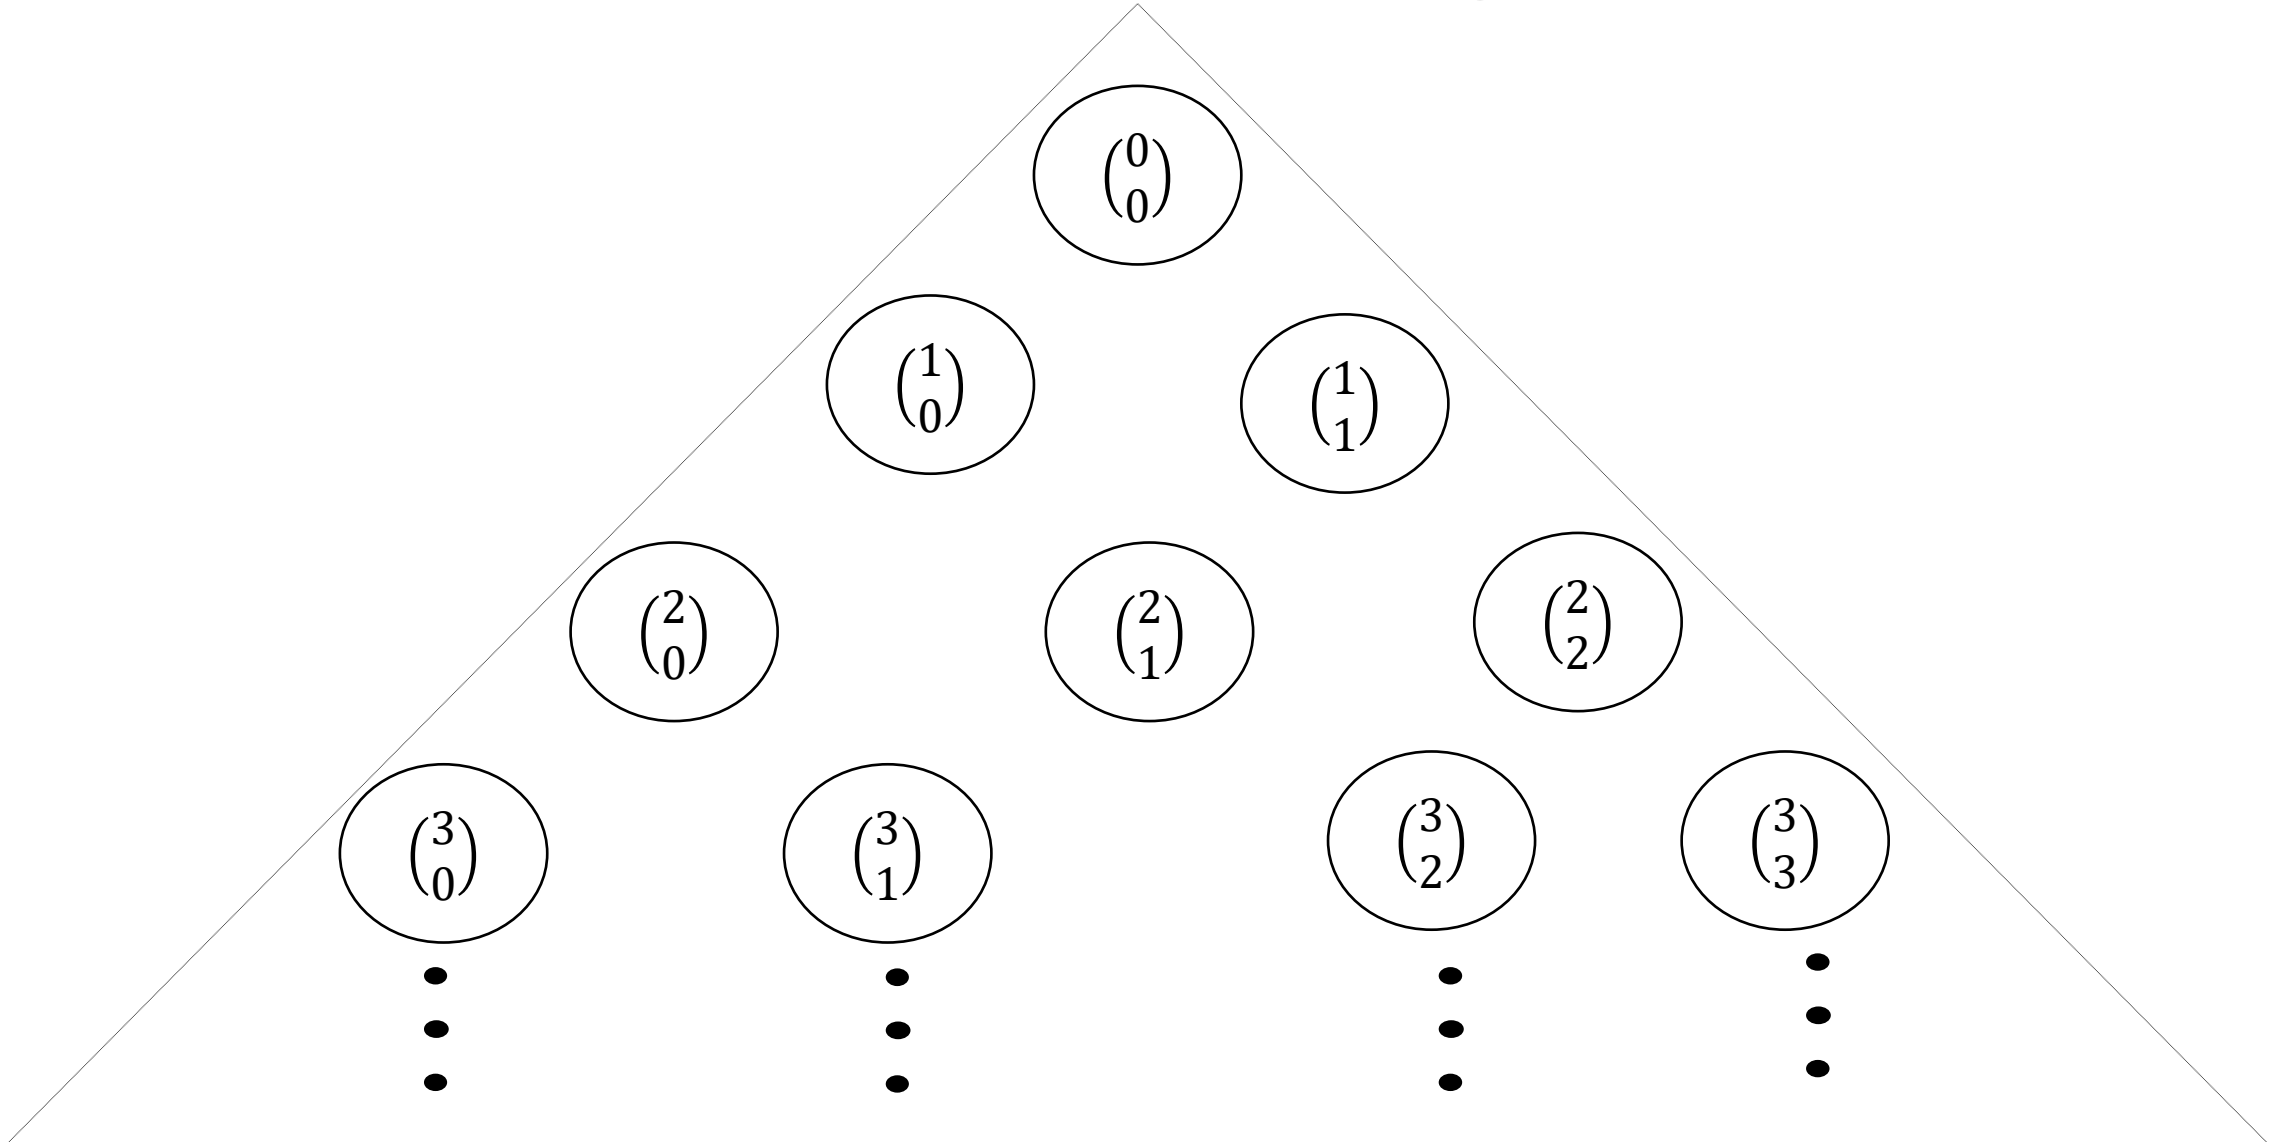 (0 0)
(1 0) (1 1)
(2 0) (2 1) (2 2)
(3 0) (3 1) (3 2) (3 3)